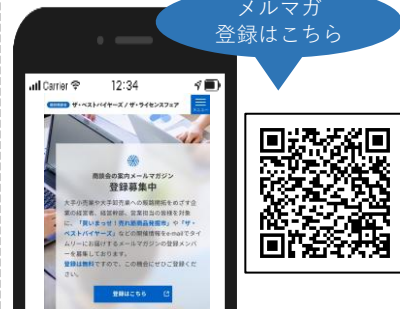 メルマガ
登録はこちら
Carrier
12:34
ザ・ベストバイヤーズ / ザ・ライセンスフェア
商談会の案内メールマガジン
登録募集中
大手小売業や大手卸売業への販路開拓をめざす企
業の経営者、経営幹部、営業担当の皆様を対象
に、「買いまっせ！売れ筋商品発掘市」や「ザ・
ベストバイヤーズ」などの開催情報をe-mailでタイ
ムリーにお届けするメールマガジンの登録メンバ
ーを募集しております。
登録は無料ですので、この機会にぜひご登録くだ
さい。
登録はこちら